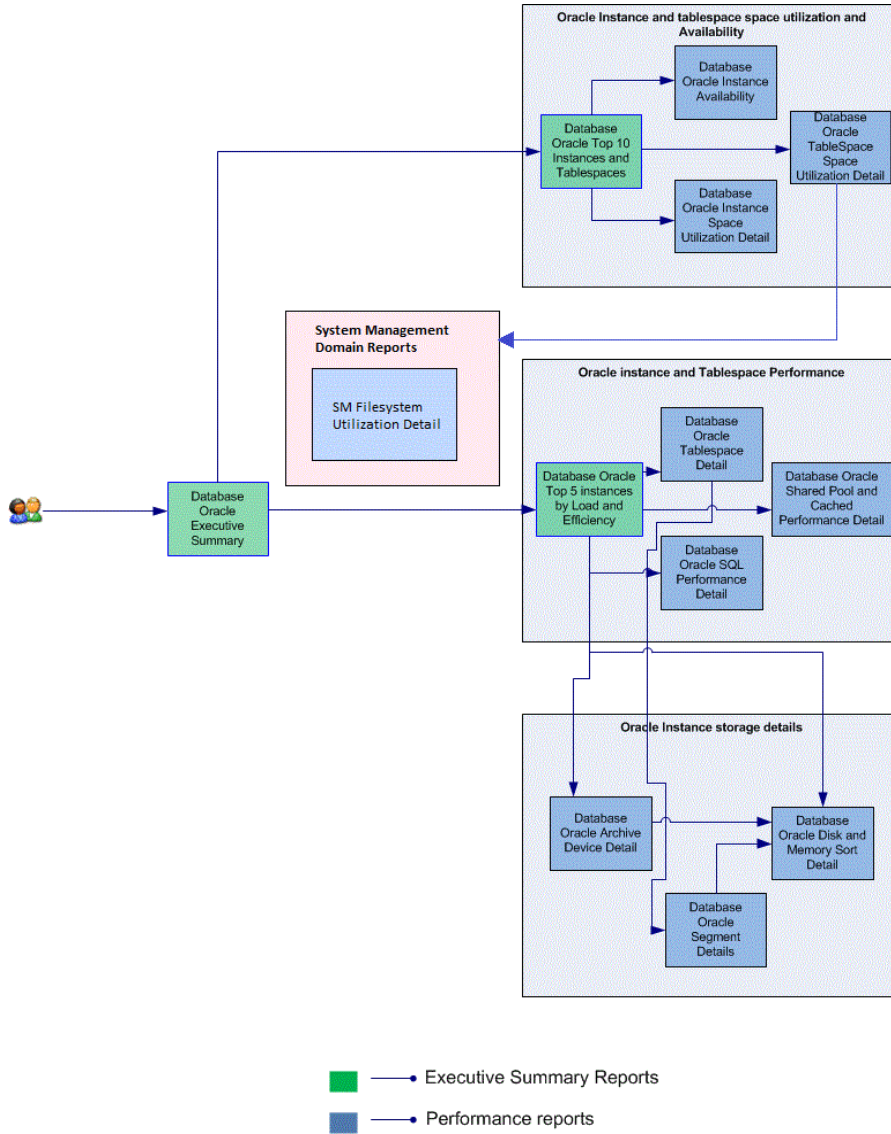 Oracle Instance and tablespace space utilization and
Availability
Database
Oracle Instance
Availability
Database
Oracle Top 10
Instances and
Tablespaces
Database
Oracle
TableSpace
Space
Utilization Detail
Database
Oracle Instance
Space
Utilization Detail
System Management
Domain Reports
SM Filesystem
Utilization Detail
Oracle instance and Tablespace Performance
Database
Oracle
Tablespace
Detail
Database Oracle
Top 5 instances
by Load and
Efficiency
Database Oracle
Shared Pool and
Cached
Performance Detail
Database
Oracle
Executive
Summary
Database
Oracle SQL
Performance
Detail
Oracle Instance storage details
Database
Oracle Archive
Device Detail
Database
Oracle Disk and
Memory Sort
Detail
Database
Oracle
Segment
Details
Executive Summary Reports
Performance reports